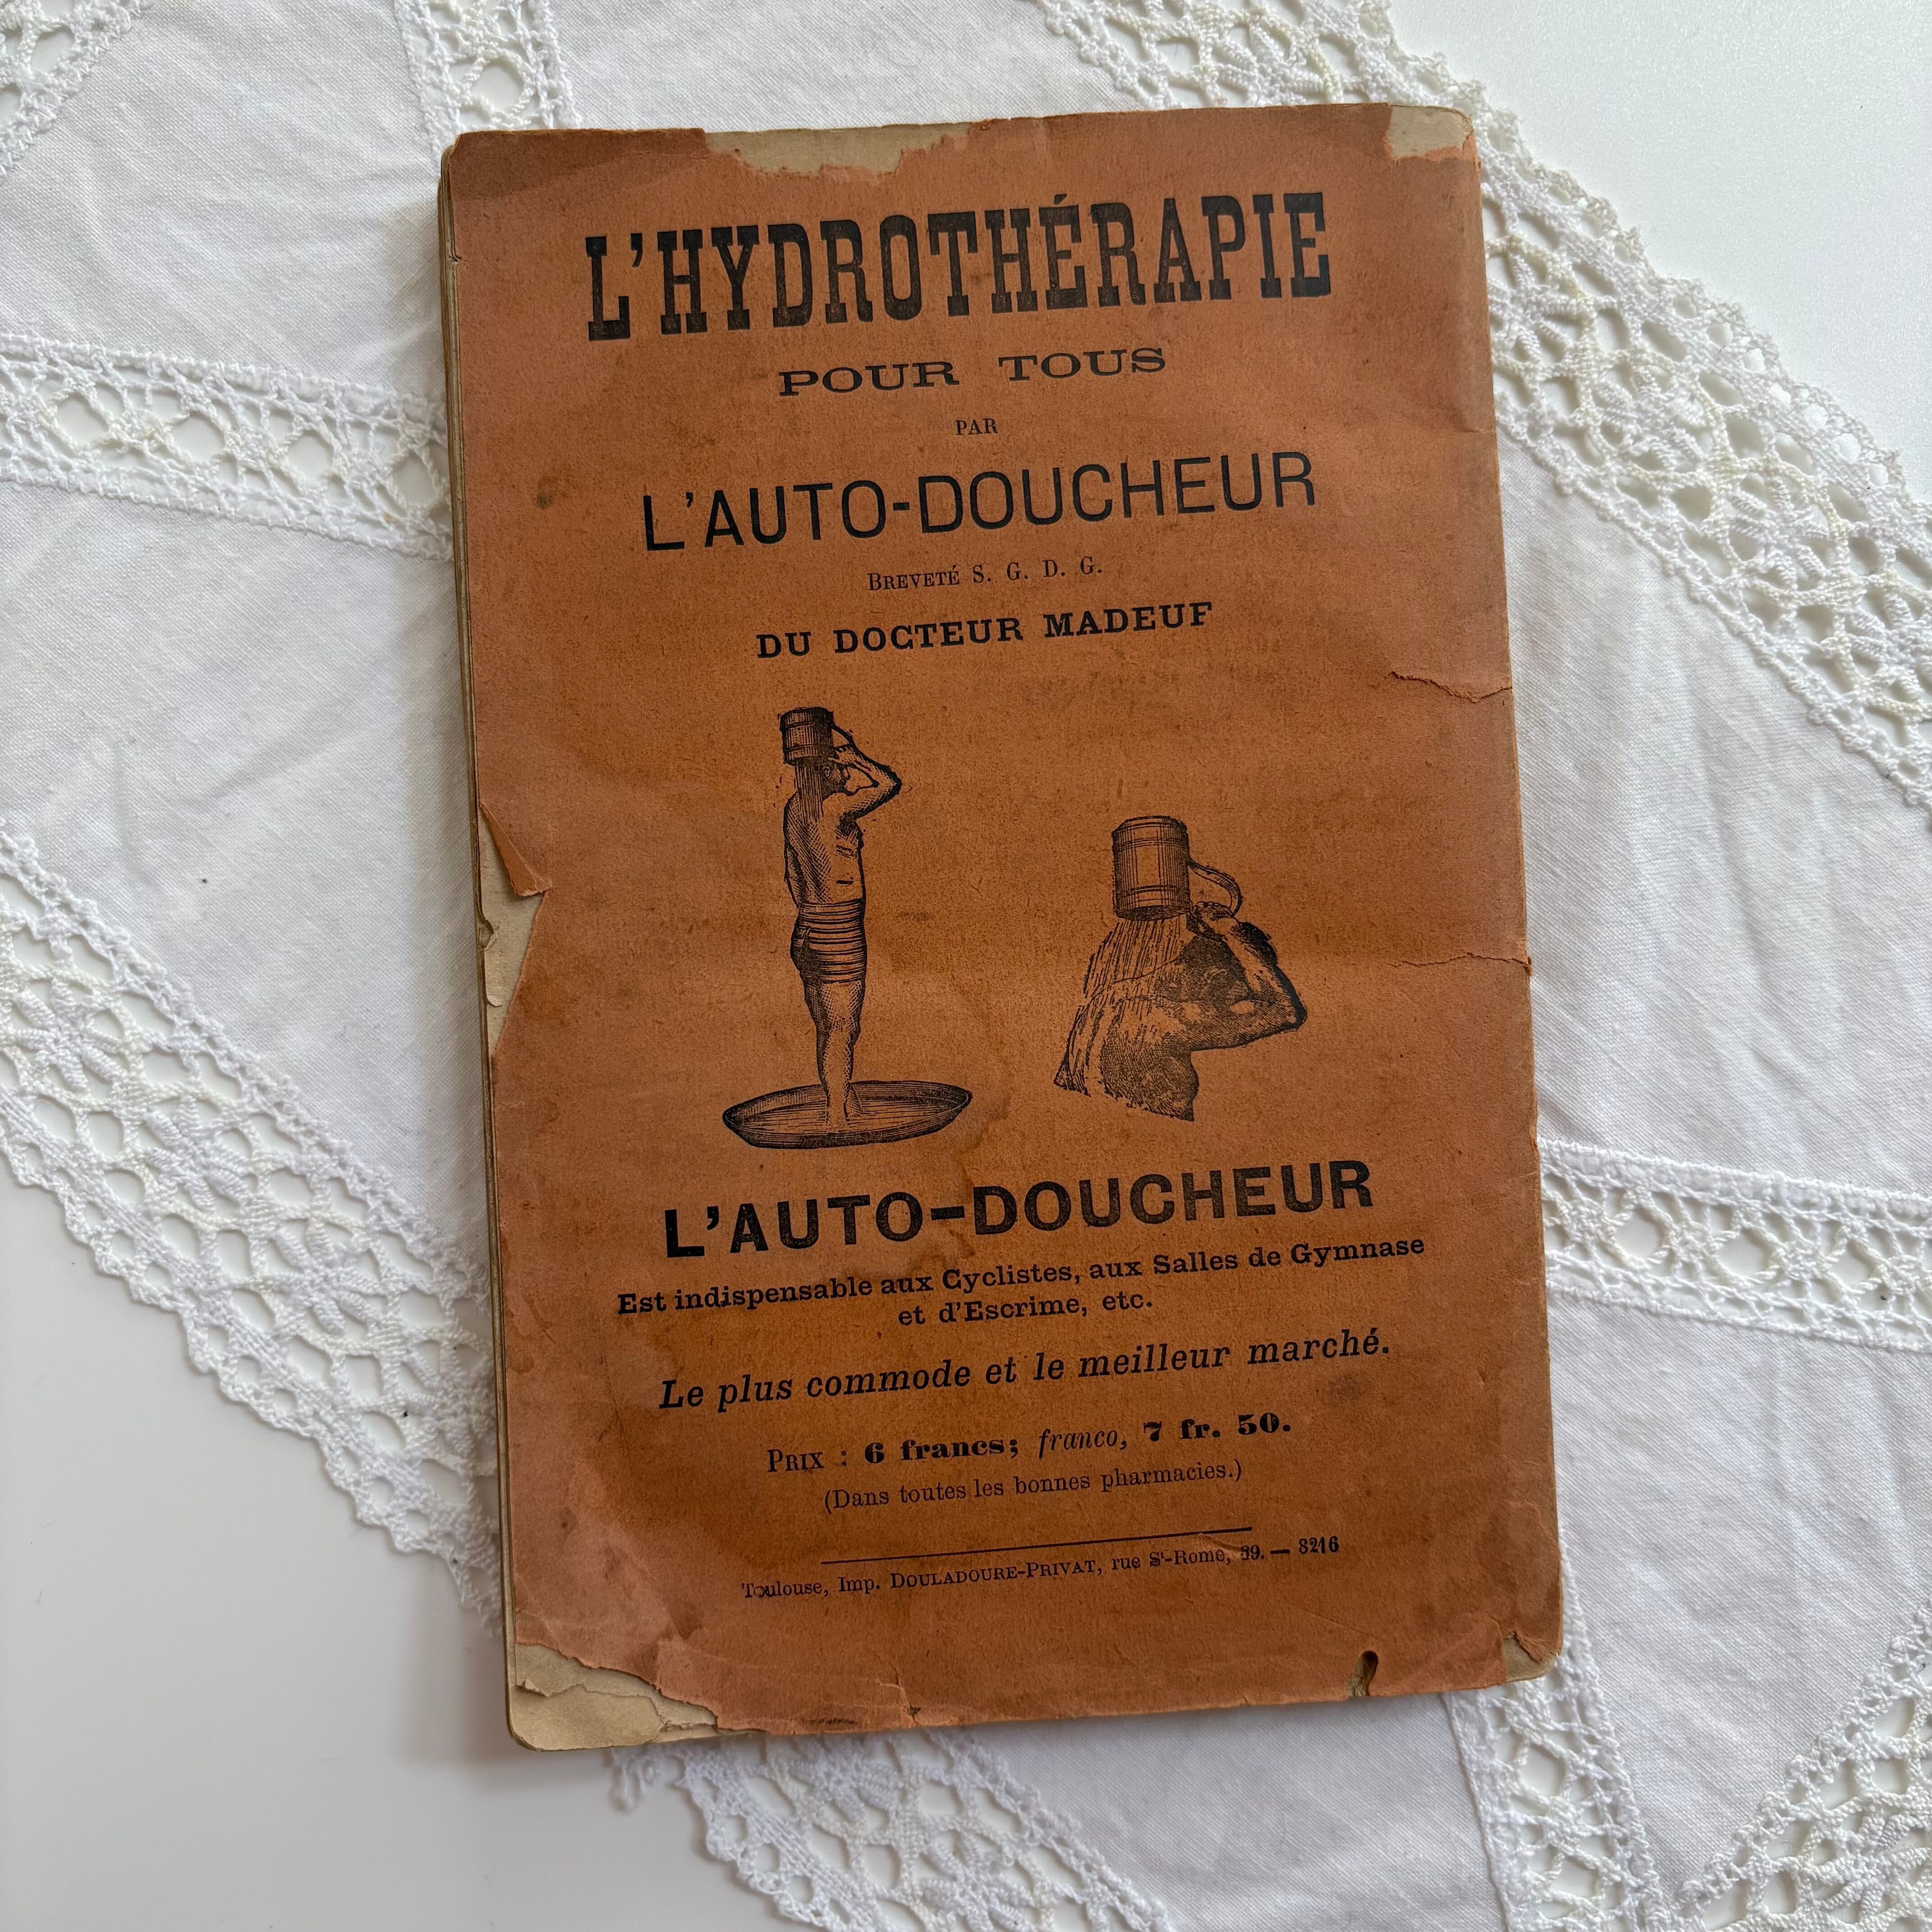 L'HYDROTHÉRAPIE
POUR TOUS
PAR
L'AUTO-DOUCHEUR
BREVETÉ S. G. D. G.
DU DOCTEUR MADEUF
L'AUTO-DOUCHEUR
Est indispensable aux Cyclistes, aux Salles de Gymnase
et d'Escrime, etc.
Le plus commode et le meilleur marché.
PRIX : 6 francs; franco, 7 fr. 50.
(Dans toutes les bonnes pharmacies.)
Toulouse, Imp. DOULADOURE-PRIVAT, rue St-Rome, 39. — 8216